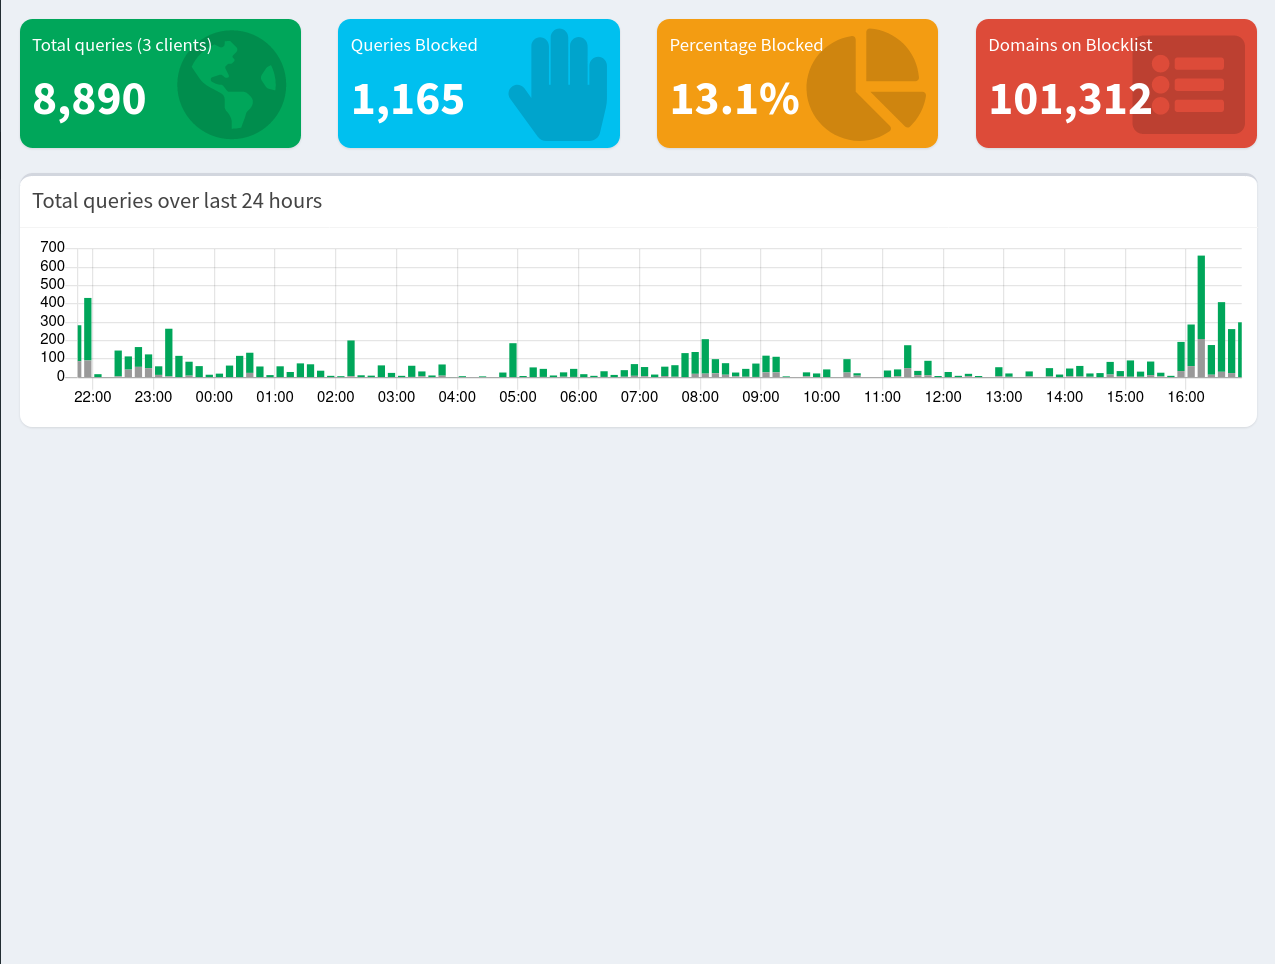 Total queries (3 clients)
8,890
Queries Blocked
1,165
Percentage Blocked
13.1%
Domains on Blocklist
101,312
Total queries over last 24 hours
700
600
500
400
300
200
100
0
22:00 23:00 00:00 01:00 02:00 03:00 04:00 05:00 06:00 07:00 08:00 09:00 10:00 11:00 12:00 13:00 14:00 15:00 16:00